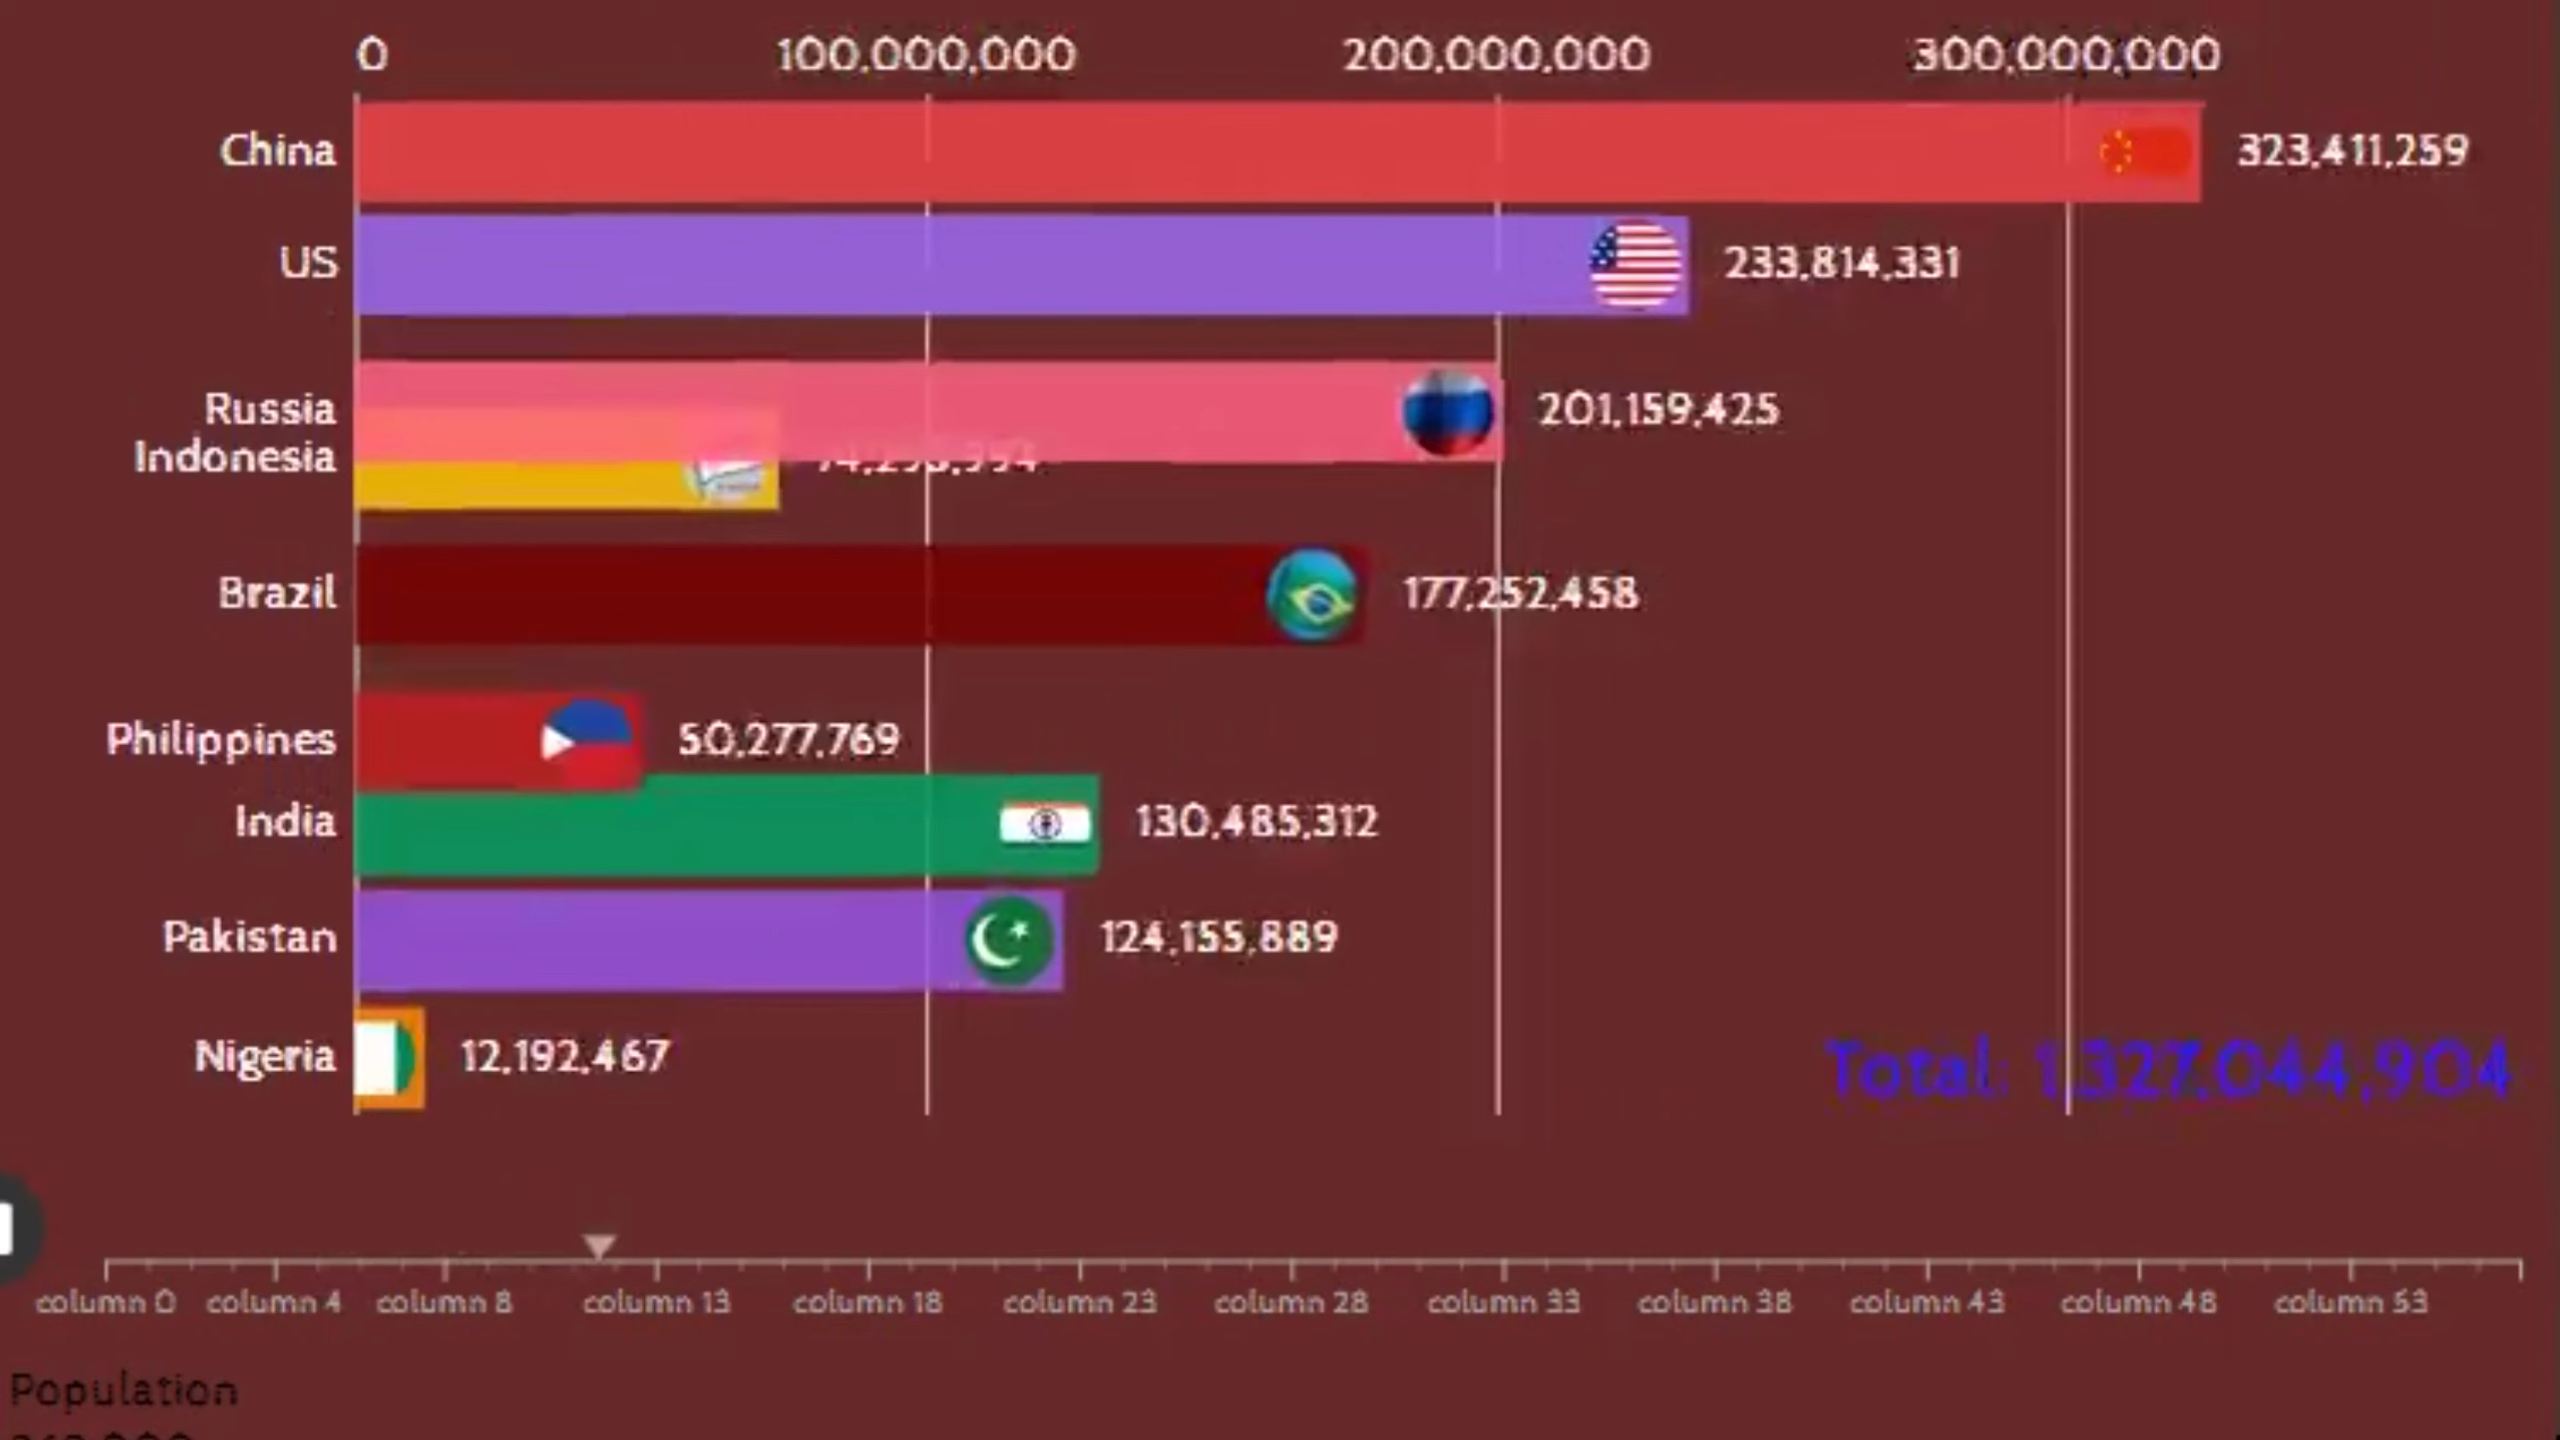 0 100,000,000 200,000,000 300,000,000
China 323,411,259
US 233,814,331
Russia 201,159,425
Indonesia
Brazil 177,252,458
Philippines 50,277,769
India 130,485,312
Pakistan 124,155,889
Nigeria 12,192,467
Total: 1,327,044,904
column 0 column 4 column 8 column 13 column 18 column 23 column 28 column 33 column 38 column 43 column 48 column 53
Population